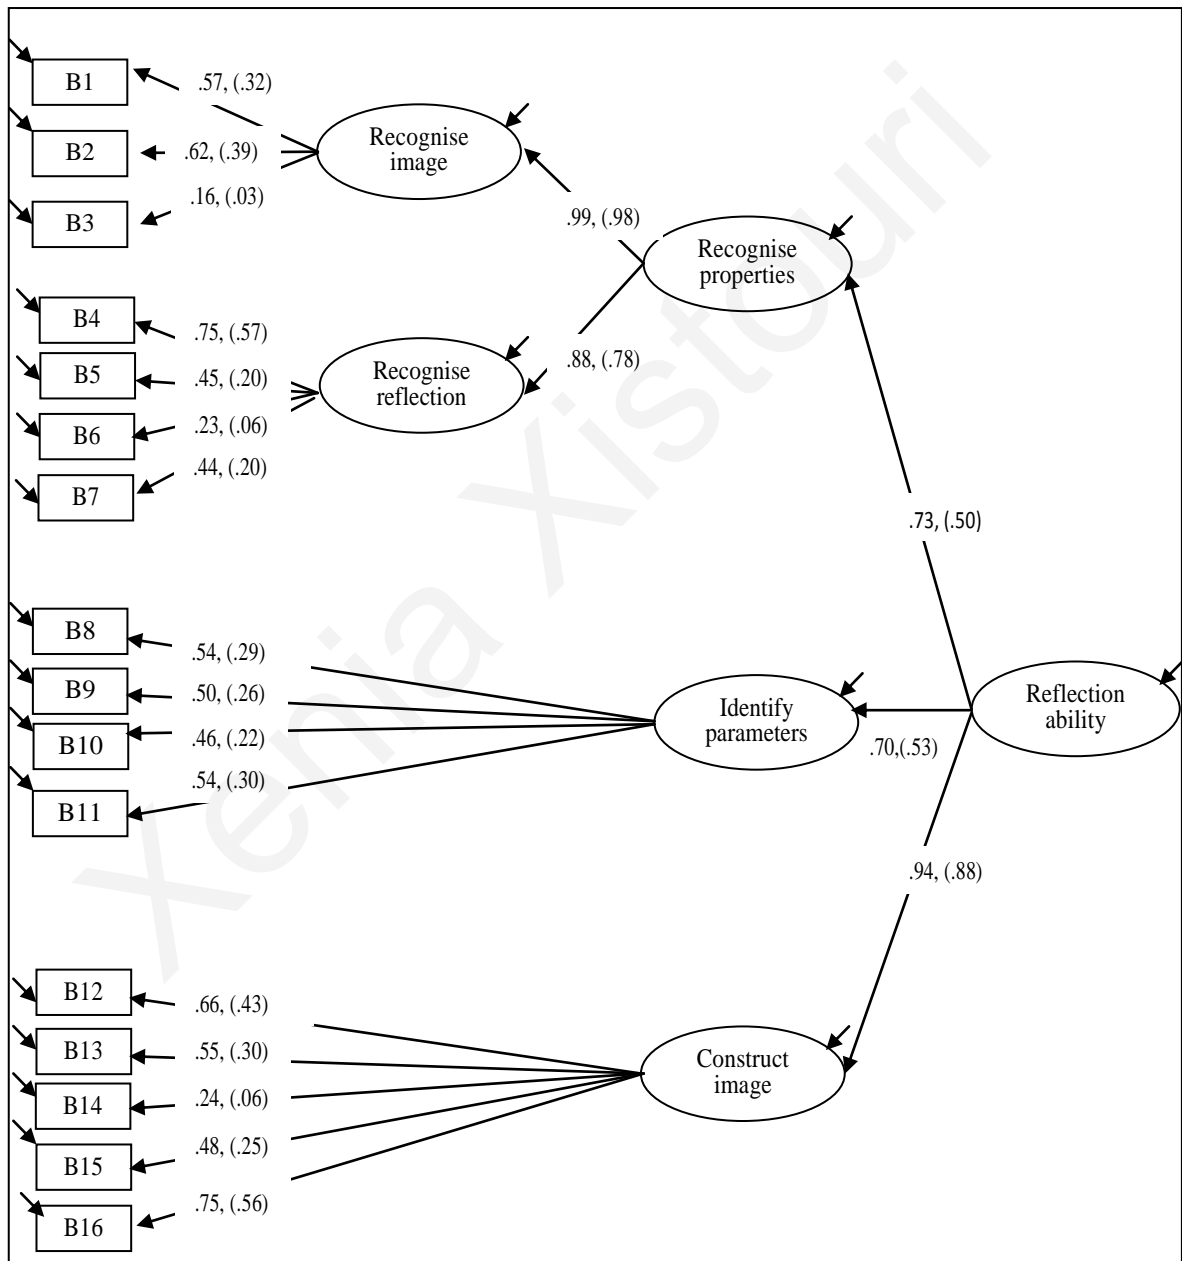 B1
.57, (.32)
B2
.62, (.39)
B3
.16, (.03)
Recognise
image
.99, (.98)
Recognise
properties
B4
.75, (.57)
B5
.45, (.20)
B6
.23, (.06)
B7
.44, (.20)
Recognise
reflection
.88, (.78)
.73, (.50)
B8
.54, (.29)
B9
.50, (.26)
B10
.46, (.22)
B11
.54, (.30)
Identify
parameters
.70,(.53)
Reflection
ability
.94, (.88)
B12
.66, (.43)
B13
.55, (.30)
B14
.24, (.06)
B15
.48, (.25)
B16
.75, (.56)
Construct
image
Xenia Xistouri